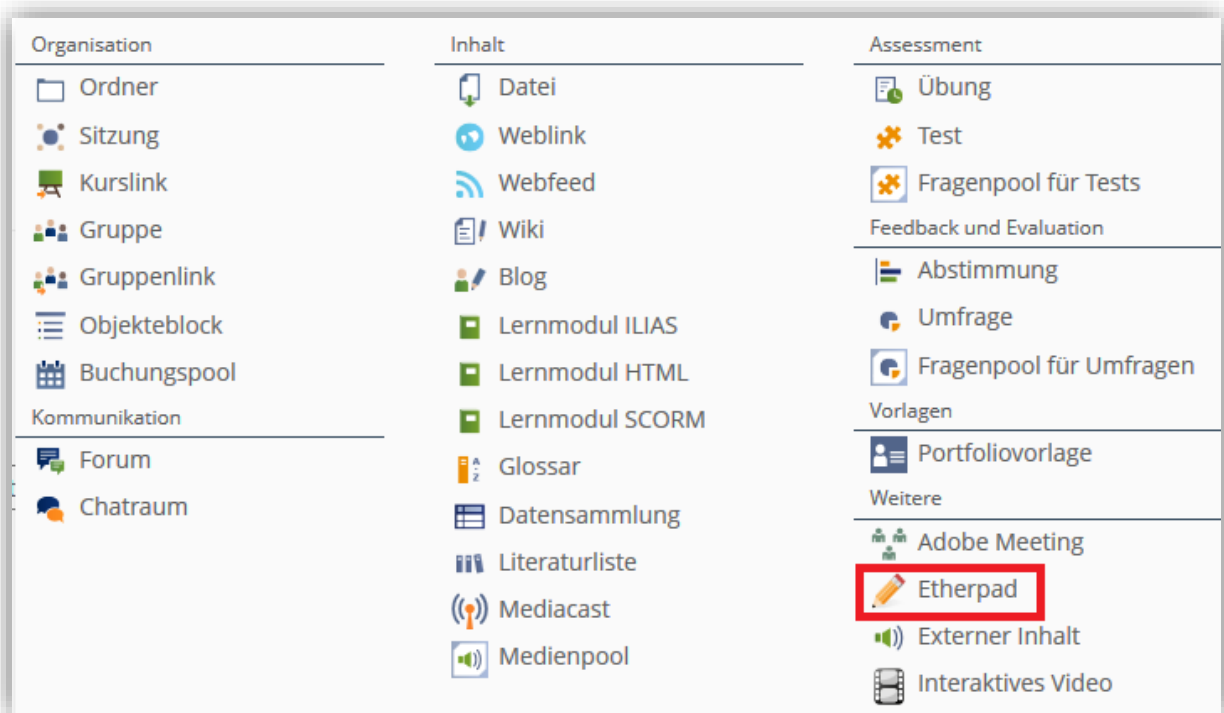 Organisation
Ordner
Sitzung
Kurslink
Gruppe
Gruppenlink
Objekteblock
Buchungspool
Kommunikation
Forum
Chatraum
Inhalt
Datei
Weblink
Webfeed
Wiki
Blog
Lernmodul ILIAS
Lernmodul HTML
Lernmodul SCORM
Glossar
Datensammlung
Literaturliste
Mediacast
Medienpool
Assessment
Übung
Test
Fragenpool für Tests
Feedback und Evaluation
Abstimmung
Umfrage
Fragenpool für Umfragen
Vorlagen
Portfoliovorlage
Weitere
Adobe Meeting
Etherpad
Externer Inhalt
Interaktives Video